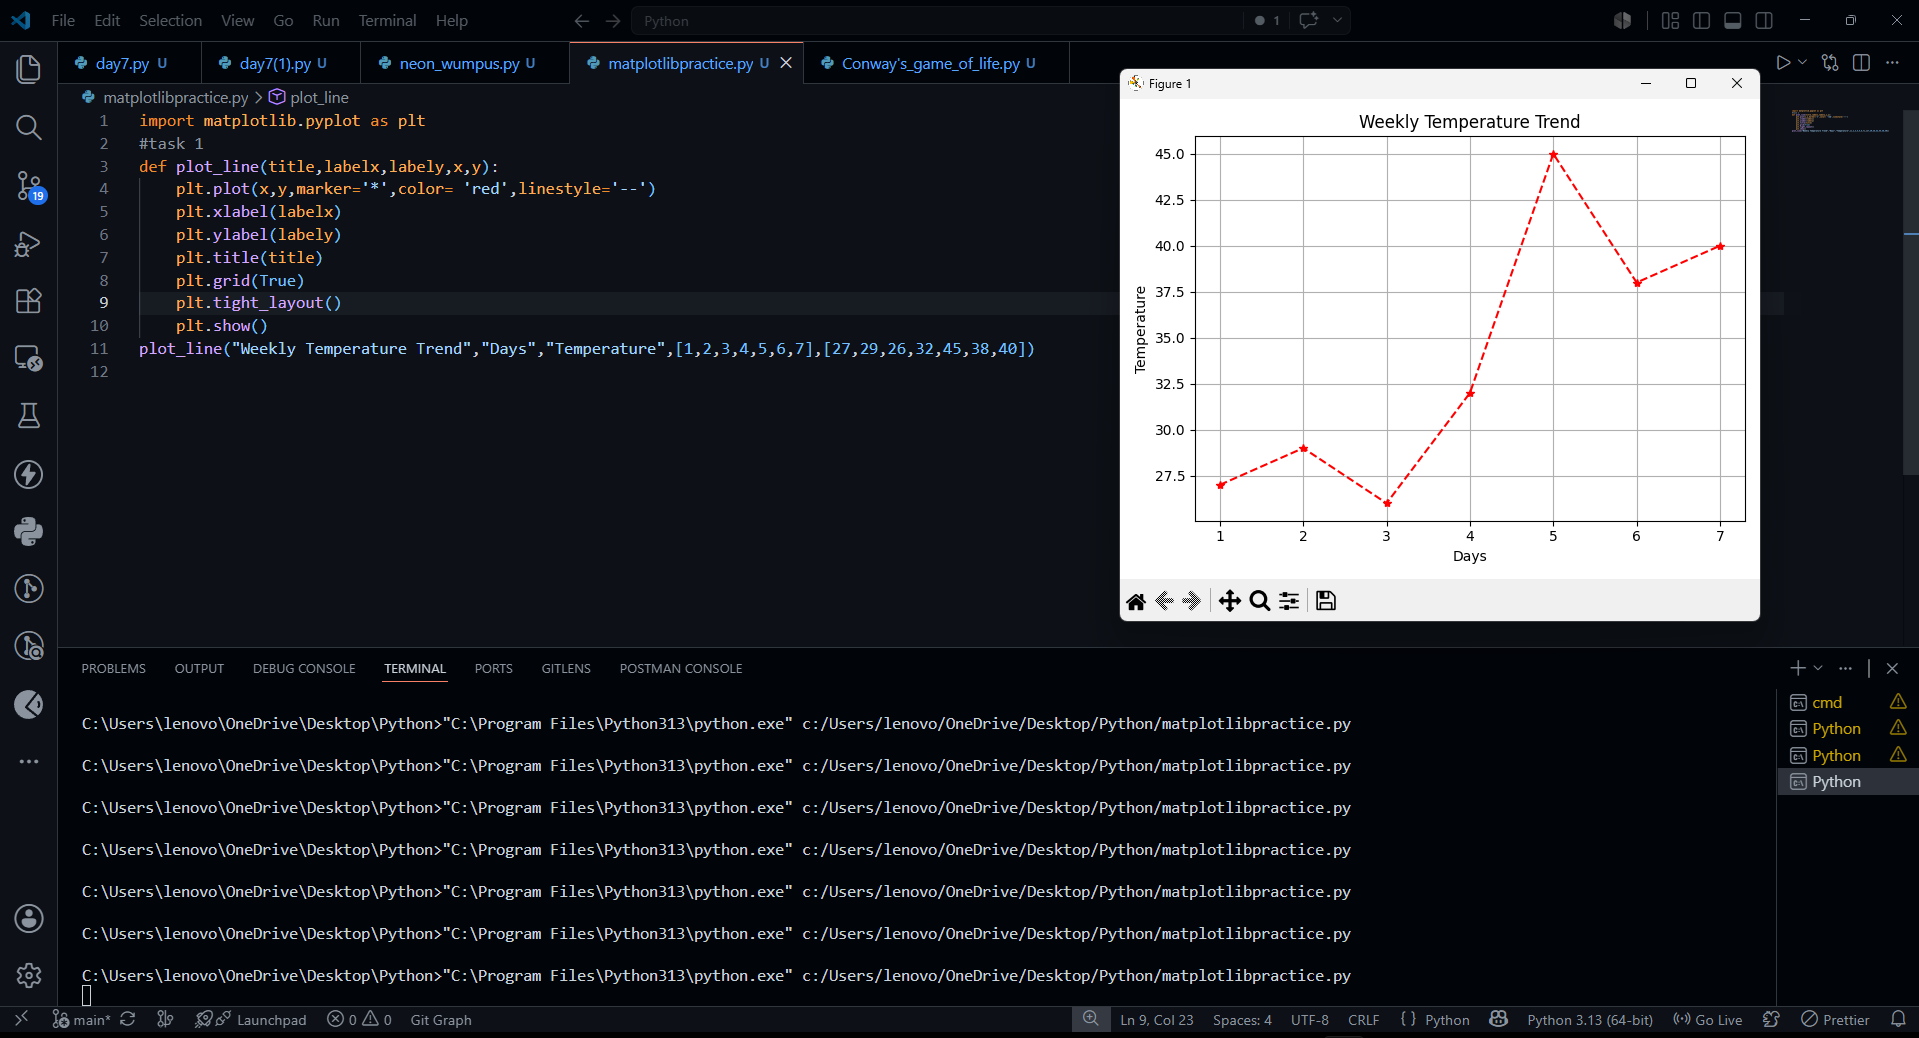 File Edit Selection View Go Run Terminal Help
Python
1
day7.py U
day7(1).py U
neon_wumpus.py U
matplotlibpractice.py U
Conway's_game_of_life.py U
matplotlibpractice.py > plot_line
1 import matplotlib.pyplot as plt
2 #task 1
3 def plot_line(title,labelx,labely,x,y):
4 plt.plot(x,y,marker='*',color= 'red',linestyle='--')
5 plt.xlabel(labelx)
6 plt.ylabel(labely)
7 plt.title(title)
8 plt.grid(True)
9 plt.tight_layout()
10 plt.show()
11 plot_line("Weekly Temperature Trend","Days","Temperature",[1,2,3,4,5,6,7],[27,29,26,32,45,38,40])
12
19
Figure 1
Weekly Temperature Trend
45.0
42.5
40.0
37.5
35.0
32.5
30.0
27.5
Temperature
1 2 3 4 5 6 7
Days
PROBLEMS OUTPUT DEBUG CONSOLE TERMINAL PORTS GITLENS POSTMAN CONSOLE
C:\Users\lenovo\OneDrive\Desktop\Python>"C:\Program Files\Python313\python.exe" c:/Users/lenovo/OneDrive/Desktop/Python/matplotlibpractice.py
C:\Users\lenovo\OneDrive\Desktop\Python>"C:\Program Files\Python313\python.exe" c:/Users/lenovo/OneDrive/Desktop/Python/matplotlibpractice.py
C:\Users\lenovo\OneDrive\Desktop\Python>"C:\Program Files\Python313\python.exe" c:/Users/lenovo/OneDrive/Desktop/Python/matplotlibpractice.py
C:\Users\lenovo\OneDrive\Desktop\Python>"C:\Program Files\Python313\python.exe" c:/Users/lenovo/OneDrive/Desktop/Python/matplotlibpractice.py
C:\Users\lenovo\OneDrive\Desktop\Python>"C:\Program Files\Python313\python.exe" c:/Users/lenovo/OneDrive/Desktop/Python/matplotlibpractice.py
C:\Users\lenovo\OneDrive\Desktop\Python>"C:\Program Files\Python313\python.exe" c:/Users/lenovo/OneDrive/Desktop/Python/matplotlibpractice.py
C:\Users\lenovo\OneDrive\Desktop\Python>"C:\Program Files\Python313\python.exe" c:/Users/lenovo/OneDrive/Desktop/Python/matplotlibpractice.py
cmd
Python
Python
Python
main* Launchpad 0 0 Git Graph Ln 9, Col 23 Spaces: 4 UTF-8 CRLF { } Python Python 3.13 (64-bit) Go Live Prettier